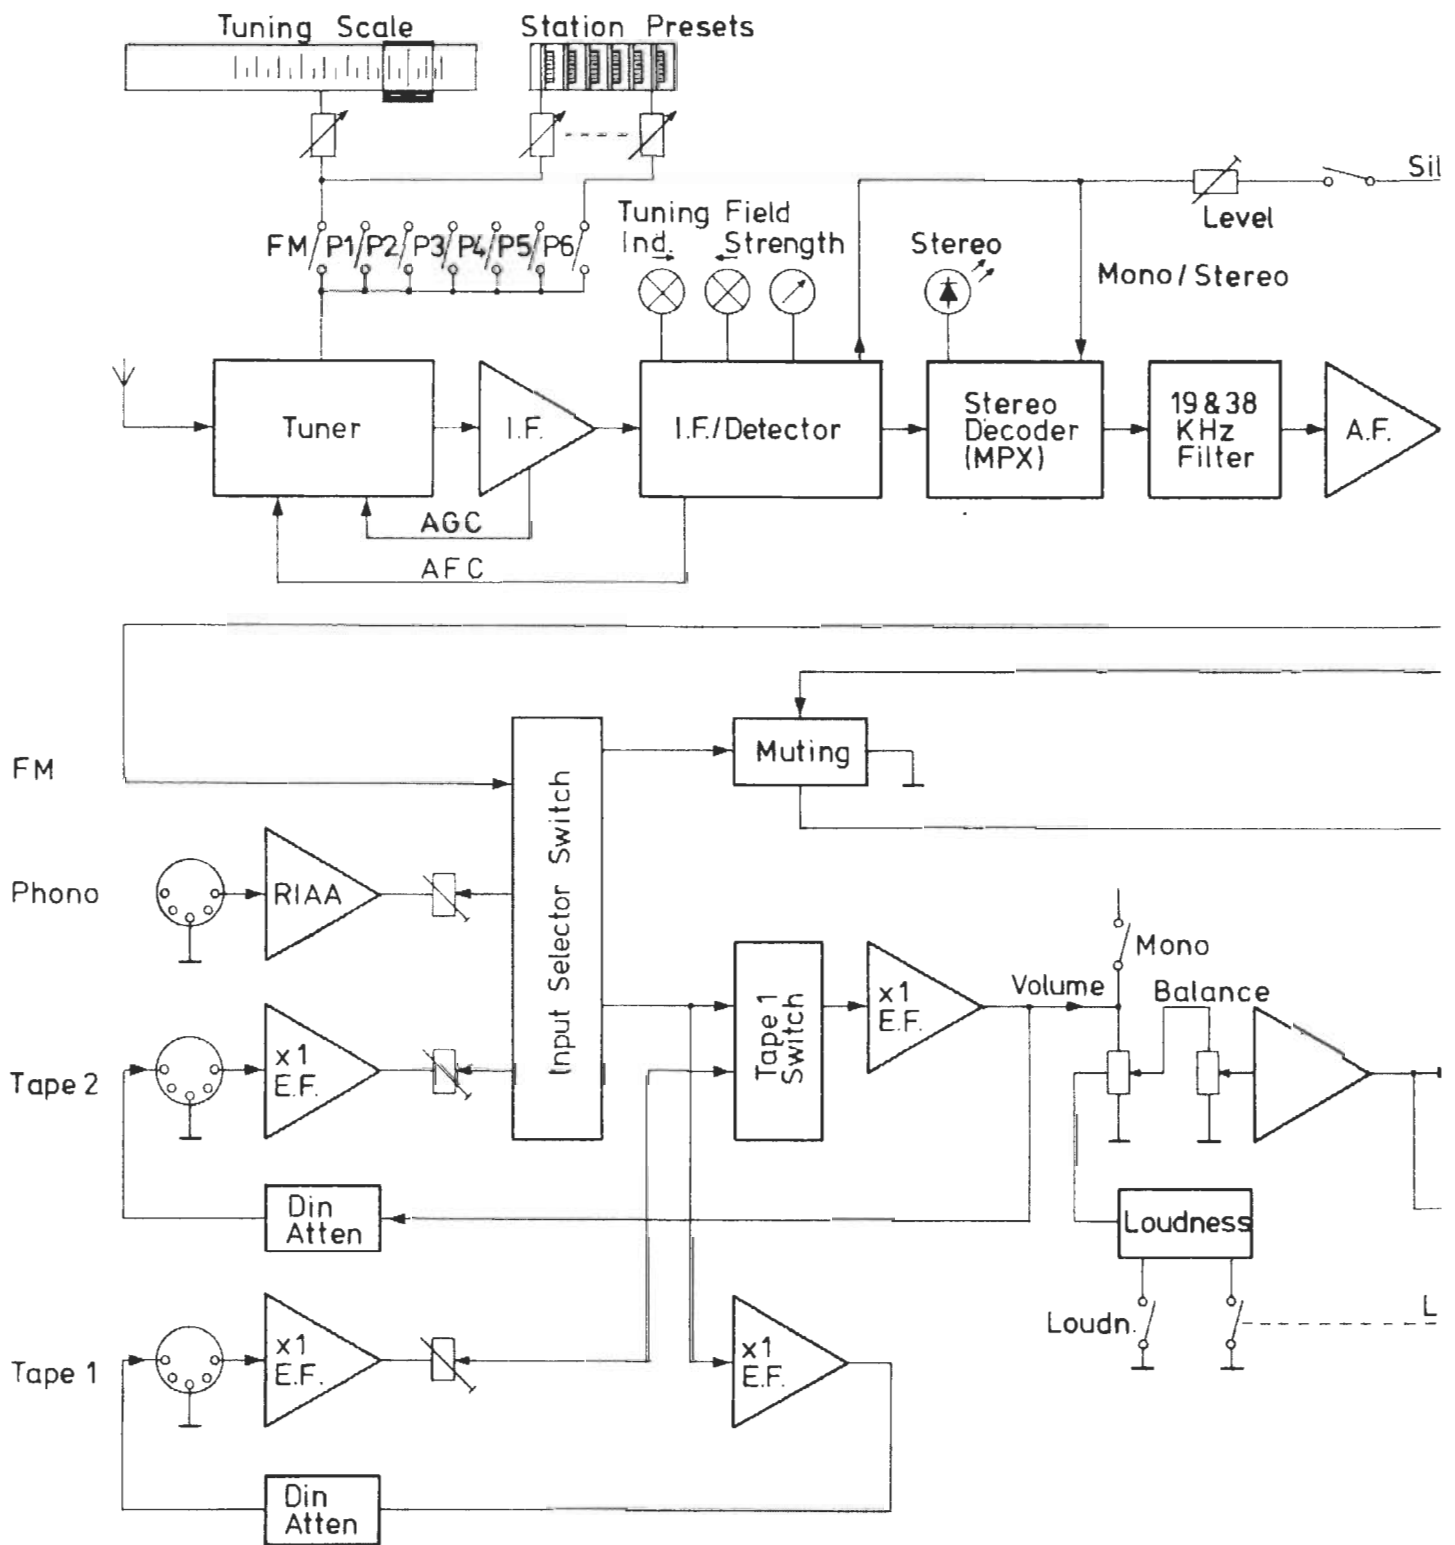 Tuning Scale
Station Presets
Sil
Level
FM P1 P2 P3 P4 P5 P6
Tuning Field
Ind. Strength
Stereo
Mono/Stereo
Tuner
I.F.
I.F./Detector
Stereo
Decoder
(MPX)
19 & 38
KHz
Filter
A.F.
AGC
AFC
FM
Input Selector Switch
Muting
Phono
RIAA
Mono
Volume
Balance
Tape 2
x1
E.F.
Tape 1
Switch
x1
E.F.
Din
Atten
Loudness
Loudn.
L
Tape 1
x1
E.F.
x1
E.F.
Din
Atten